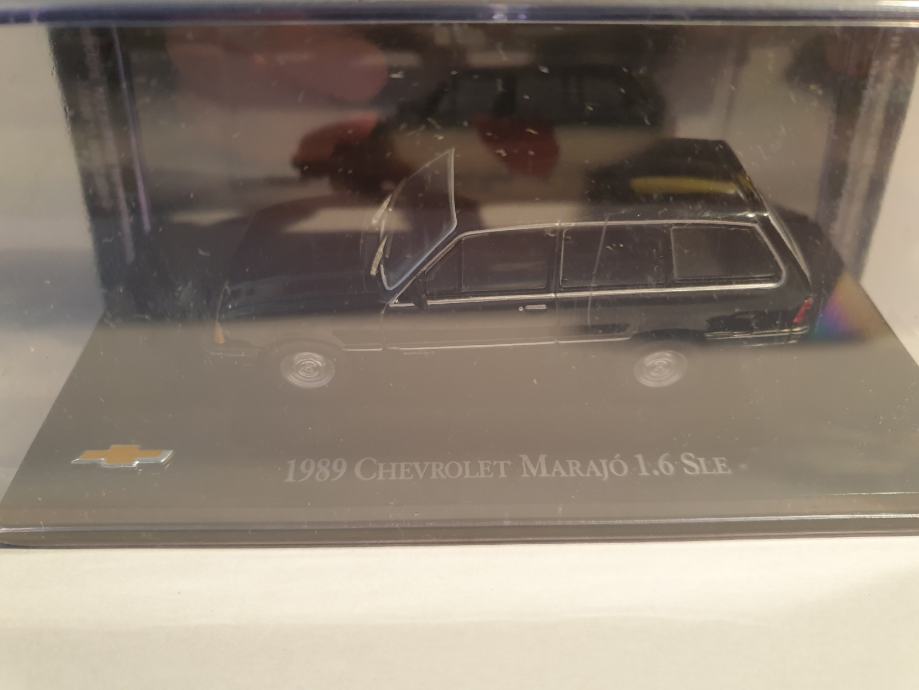 1989 CHEVROLET MARAJÓ 1.6 SLE